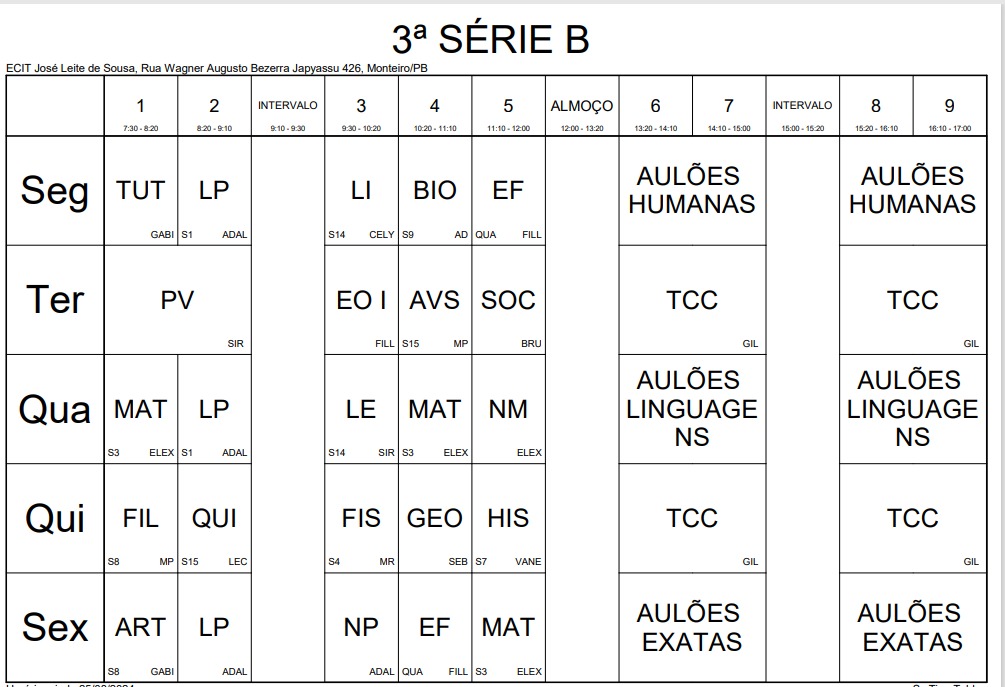 3ª SÉRIE B
ECIT José Leite de Sousa, Rua Wagner Augusto Bezerra Japyassu 426, Monteiro/PB
1 2 INTERVALO 3 4 5 ALMOÇO 6 7 INTERVALO 8 9
7:30 - 8:20 8:20 - 9:10 9:10 - 9:30 9:30 - 10:20 10:20 - 11:10 11:10 - 12:00 12:00 - 13:20 13:20 - 14:10 14:10 - 15:00 15:00 - 15:20 15:20 - 16:10 16:10 - 17:00
Seg TUT LP LI BIO EF AULÕES HUMANAS AULÕES HUMANAS
GABI S1 ADAL S14 CELY S9 AD QUA FILL
Ter PV EO I AVS SOC TCC TCC
SIR FILL S15 MP BRU GIL GIL
Qua MAT LP LE MAT NM AULÕES LINGUAGE NS AULÕES LINGUAGE NS
S3 ELEX S1 ADAL S14 SIR S3 ELEX ELEX
Qui FIL QUI FIS GEO HIS TCC TCC
S8 MP S15 LEC S4 MR SEB S7 VANE GIL GIL
Sex ART LP NP EF MAT AULÕES EXATAS AULÕES EXATAS
S8 GABI ADAL ADAL QUA FILL S3 ELEX